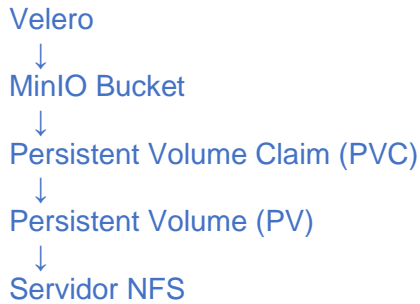 Velero
↓
MinIO Bucket
↓
Persistent Volume Claim (PVC)
↓
Persistent Volume (PV)
↓
Servidor NFS